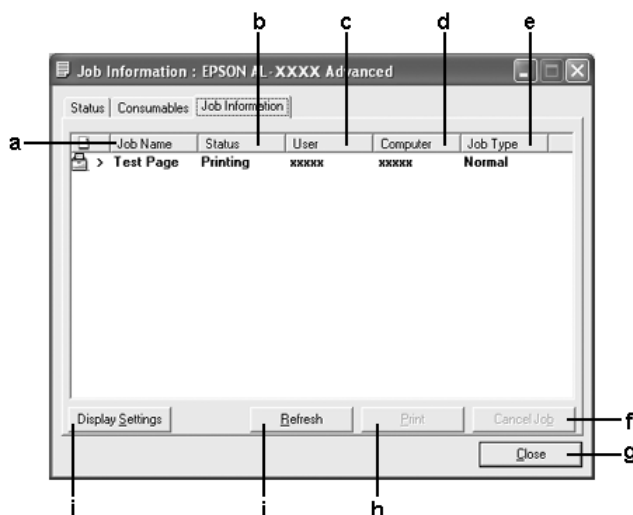 b c d e
Job Information : EPSON AL-XXXX Advanced
Status Consumables Job Information
a Job Name Status User Computer Job Type
> Test Page Printing xxxxx xxxxx Normal
Display Settings Refresh Print Cancel Job f
Close g
j i h